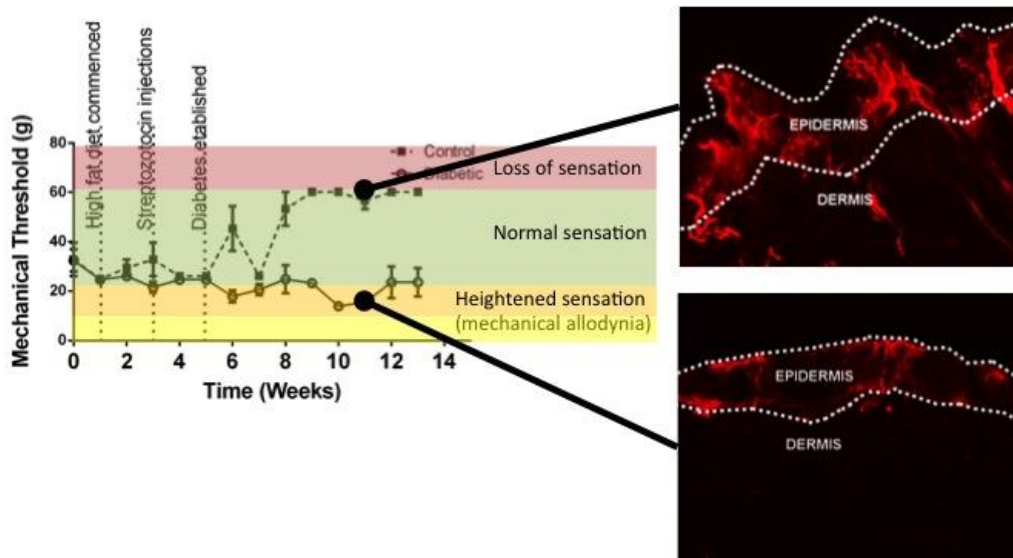 Mechanical Threshold (g)
80
60
40
20
0
High fat diet commenced
Streptozotocin injections
Diabetes etablished
Control
Diabetic
Loss of sensation
Normal sensation
Heightened sensation
(mechanical allodynia)
0 2 4 6 8 10 12 14
Time (Weeks)
EPIDERMIS
DERMIS
EPIDERMIS
DERMIS